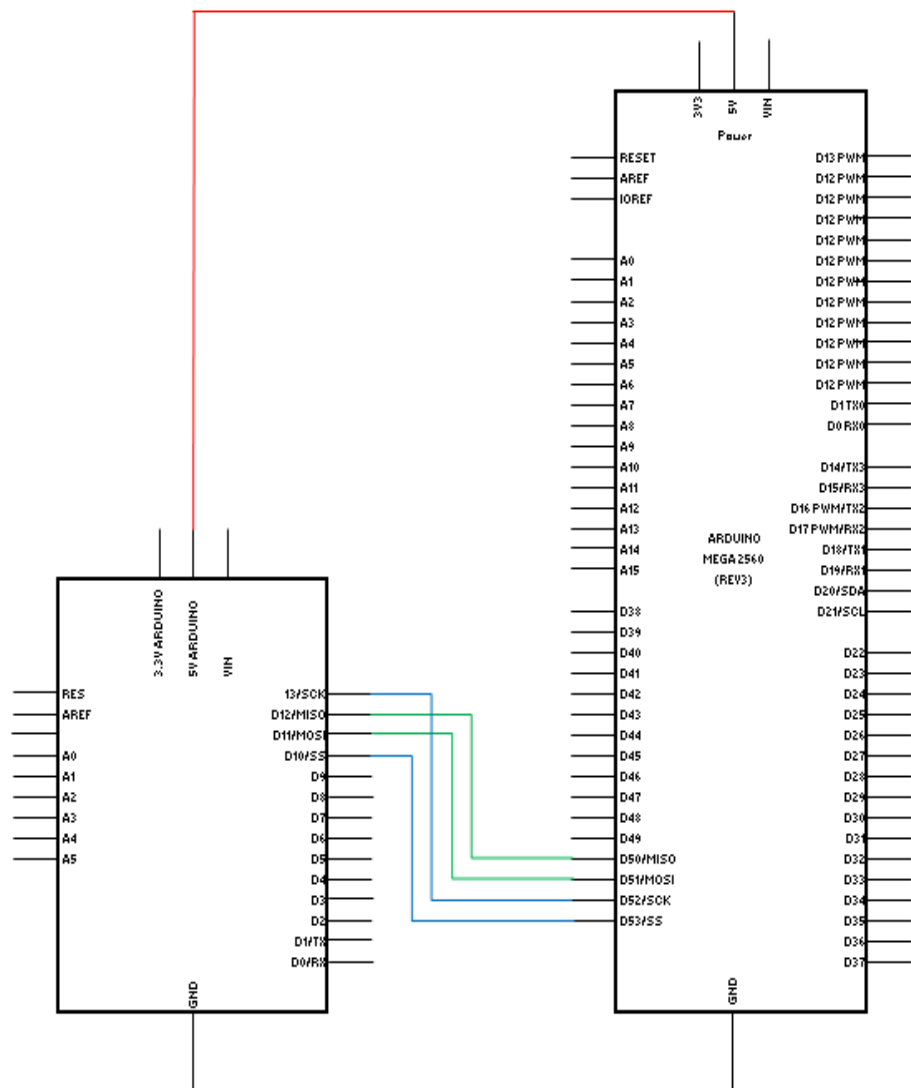 3V3
5V
VIN
Power
RESET
AREF
IOREF
A0
A1
A2
A3
A4
A5
A6
A7
A8
A9
A10
A11
A12
A13
A14
A15
D38
D39
D40
D41
D42
D43
D44
D45
D46
D47
D48
D49
D50/MISO
D51/MOSI
D52/SCK
D53/SS
ARDUINO
MEGA 2560
(REV3)
D13 PWM
D12 PWM
D12 PWM
D12 PWM
D12 PWM
D12 PWM
D12 PWM
D12 PWM
D12 PWM
D12 PWM
D12 PWM
D12 PWM
D1 TX0
D0 RX0
D14/TX3
D15/RX3
D16 PWM/TX2
D17 PWM/RX2
D18/TX1
D19/RX1
D20/SDA
D21/SCL
D22
D23
D24
D25
D26
D27
D28
D29
D30
D31
D32
D33
D34
D35
D36
D37
GND
3.3V ARDUINO
5V ARDUINO
VIN
RES
AREF
A0
A1
A2
A3
A4
A5
13/SCK
D12/MISO
D11/MOSI
D10/SS
D9
D8
D7
D6
D5
D4
D3
D2
D1/TX
D0/RX
GND